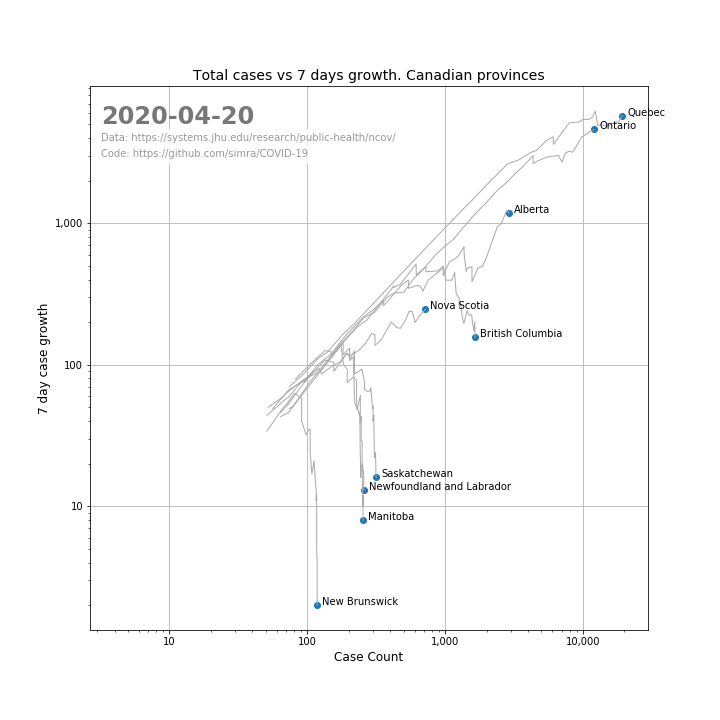 Total cases vs 7 days growth. Canadian provinces
2020-04-20
Data: https://systems.jhu.edu/research/public-health/ncov/
Code: https://github.com/simra/COVID-19
Quebec
Ontario
Alberta
Nova Scotia
British Columbia
Saskatchewan
Newfoundland and Labrador
Manitoba
New Brunswick
1,000
100
10
7 day case growth
10
100
1,000
10,000
Case Count